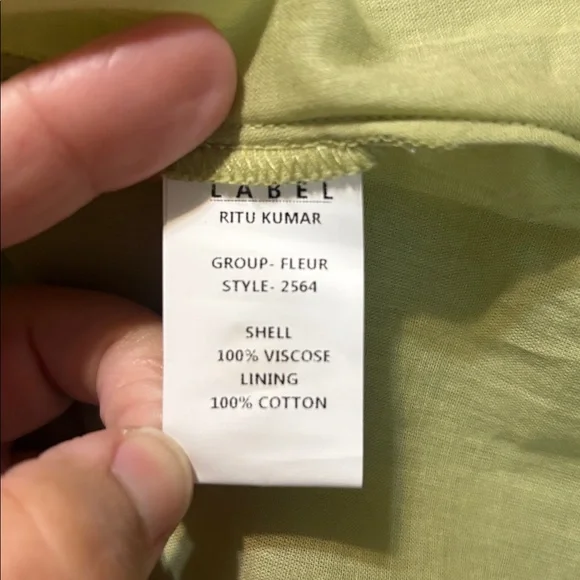 LABEL
RITU KUMAR
GROUP- FLEUR
STYLE- 2564
SHELL
100% VISCOSE
LINING
100% COTTON